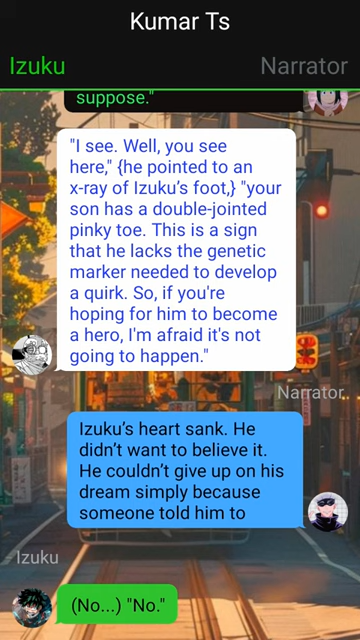 Kumar Ts
Izuku
Narrator
suppose."
"I see. Well, you see
here," {he pointed to an
x-ray of Izuku’s foot,} "your
son has a double-jointed
pinky toe. This is a sign
that he lacks the genetic
marker needed to develop
a quirk. So, if you're
hoping for him to become
a hero, I'm afraid it's not
going to happen."
Narrator
Izuku’s heart sank. He
didn’t want to believe it.
He couldn’t give up on his
dream simply because
someone told him to
Izuku
(No...) "No."